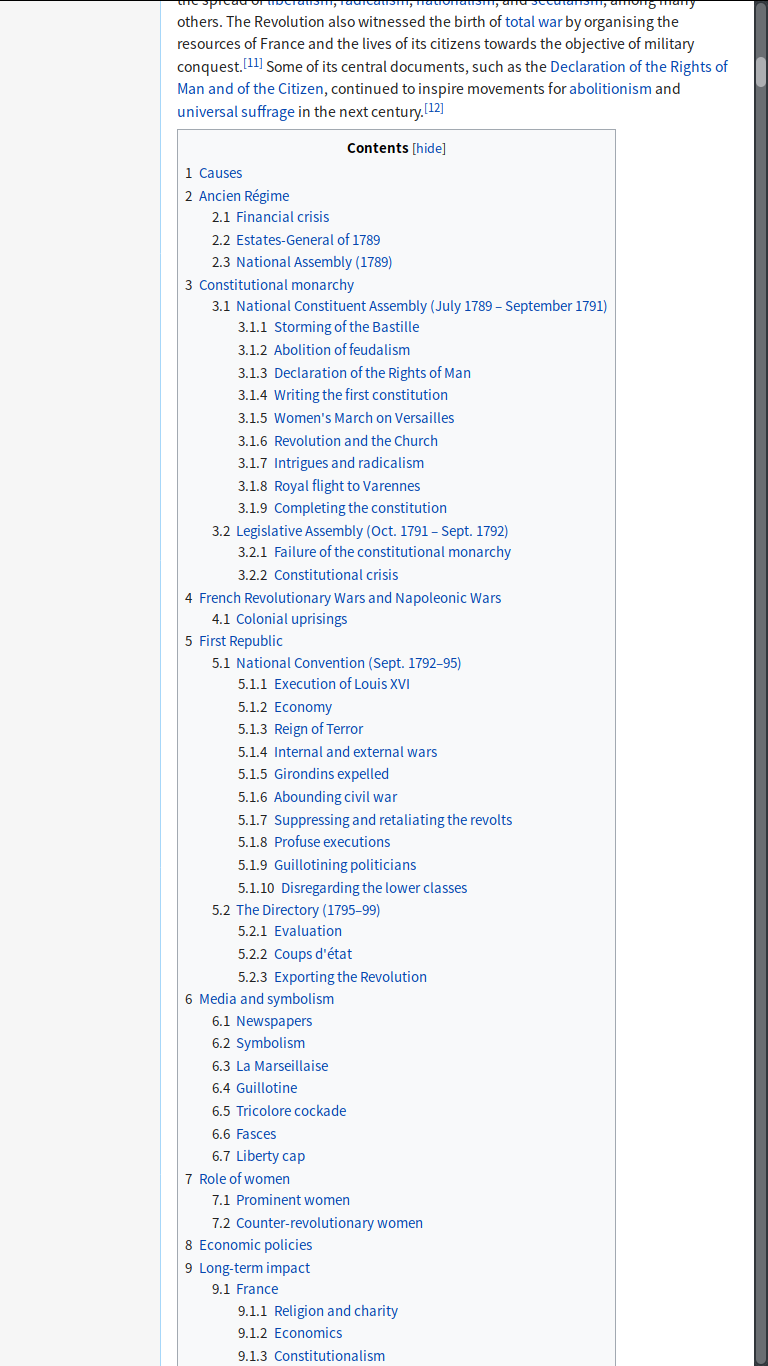 the spread of liberalism, radicalism, nationalism, and secularism, among many
others. The Revolution also witnessed the birth of total war by organising the
resources of France and the lives of its citizens towards the objective of military
conquest.[11] Some of its central documents, such as the Declaration of the Rights of
Man and of the Citizen, continued to inspire movements for abolitionism and
universal suffrage in the next century.[12]
Contents [hide]
1 Causes
2 Ancien Régime
2.1 Financial crisis
2.2 Estates-General of 1789
2.3 National Assembly (1789)
3 Constitutional monarchy
3.1 National Constituent Assembly (July 1789 – September 1791)
3.1.1 Storming of the Bastille
3.1.2 Abolition of feudalism
3.1.3 Declaration of the Rights of Man
3.1.4 Writing the first constitution
3.1.5 Women's March on Versailles
3.1.6 Revolution and the Church
3.1.7 Intrigues and radicalism
3.1.8 Royal flight to Varennes
3.1.9 Completing the constitution
3.2 Legislative Assembly (Oct. 1791 – Sept. 1792)
3.2.1 Failure of the constitutional monarchy
3.2.2 Constitutional crisis
4 French Revolutionary Wars and Napoleonic Wars
4.1 Colonial uprisings
5 First Republic
5.1 National Convention (Sept. 1792–95)
5.1.1 Execution of Louis XVI
5.1.2 Economy
5.1.3 Reign of Terror
5.1.4 Internal and external wars
5.1.5 Girondins expelled
5.1.6 Abounding civil war
5.1.7 Suppressing and retaliating the revolts
5.1.8 Profuse executions
5.1.9 Guillotining politicians
5.1.10 Disregarding the lower classes
5.2 The Directory (1795–99)
5.2.1 Evaluation
5.2.2 Coups d'état
5.2.3 Exporting the Revolution
6 Media and symbolism
6.1 Newspapers
6.2 Symbolism
6.3 La Marseillaise
6.4 Guillotine
6.5 Tricolore cockade
6.6 Fasces
6.7 Liberty cap
7 Role of women
7.1 Prominent women
7.2 Counter-revolutionary women
8 Economic policies
9 Long-term impact
9.1 France
9.1.1 Religion and charity
9.1.2 Economics
9.1.3 Constitutionalism